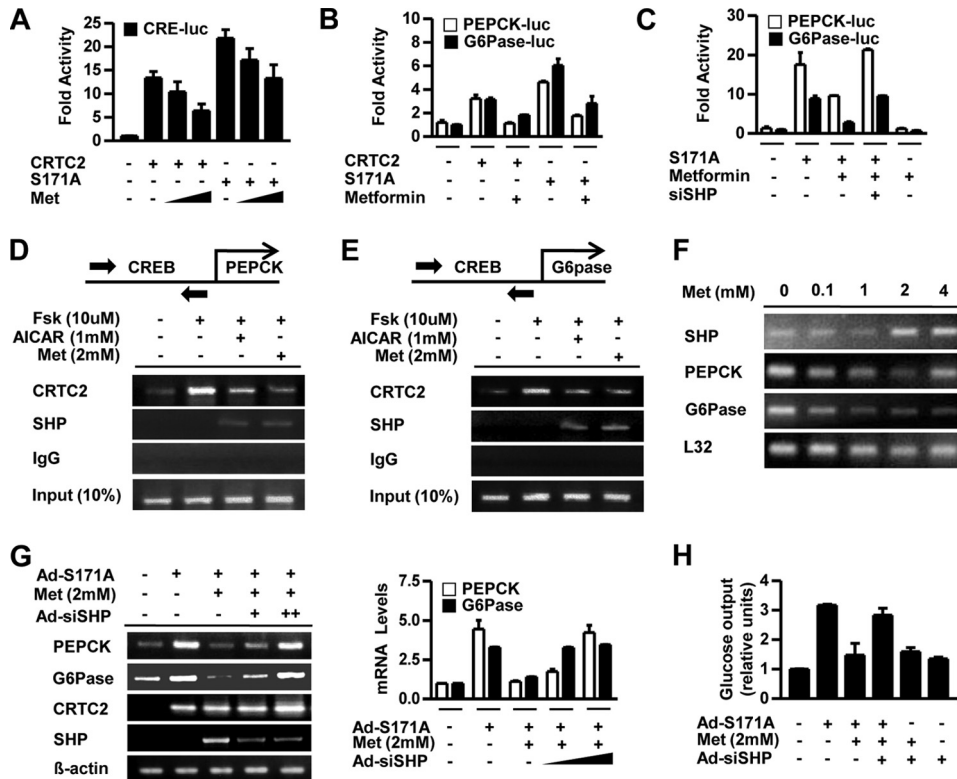 A
CRE-luc
Fold Activity
25
20
15
10
5
0
CRTC2 - + + + - - - -
S171A - - - - + + + +
Met - - -
B
PEPCK-luc
G6Pase-luc
Fold Activity
8
6
4
2
0
CRTC2 - + + - -
S171A - - - + +
Metformin - - + - +
C
PEPCK-luc
G6Pase-luc
Fold Activity
30
20
10
0
S171A - + + + -
Metformin - - + + +
siSHP - - - + -
D
CREB PEPCK
Fsk (10uM) - + + +
AICAR (1mM) - - + -
Met (2mM) - - - +
CRTC2
SHP
IgG
Input (10%)
E
CREB G6pase
Fsk (10uM) - + + +
AICAR (1mM) - - + -
Met (2mM) - - - +
CRTC2
SHP
IgG
Input (10%)
F
Met (mM) 0 0.1 1 2 4
SHP
PEPCK
G6Pase
L32
G
Ad-S171A - + + + +
Met (2mM) - - + + +
Ad-siSHP - - - + ++
PEPCK
G6Pase
CRTC2
SHP
ß-actin
PEPCK
G6Pase
mRNA Levels
7.5
5.0
2.5
0
Ad-S171A - + + + +
Met (2mM) - - + + +
Ad-siSHP - - -
H
Glucose output
(relative units)
4
3
2
1
0
Ad-S171A - + + + - -
Met (2mM) - - + + + -
Ad-siSHP - - - + + +